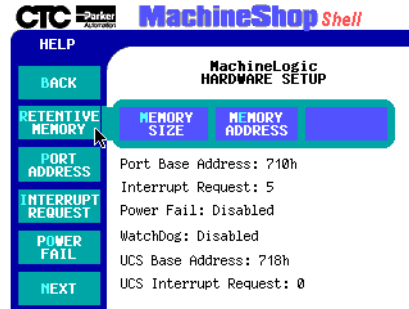 CTC Parker Automation MachineShop Shell
HELP
MachineLogic
HARDWARE SETUP
BACK
RETENTIVE
MEMORY
MEMORY
SIZE
MEMORY
ADDRESS
PORT
ADDRESS
INTERRUPT
REQUEST
POWER
FAIL
NEXT
Port Base Address: 710h
Interrupt Request: 5
Power Fail: Disabled
WatchDog: Disabled
UCS Base Address: 718h
UCS Interrupt Request: 0